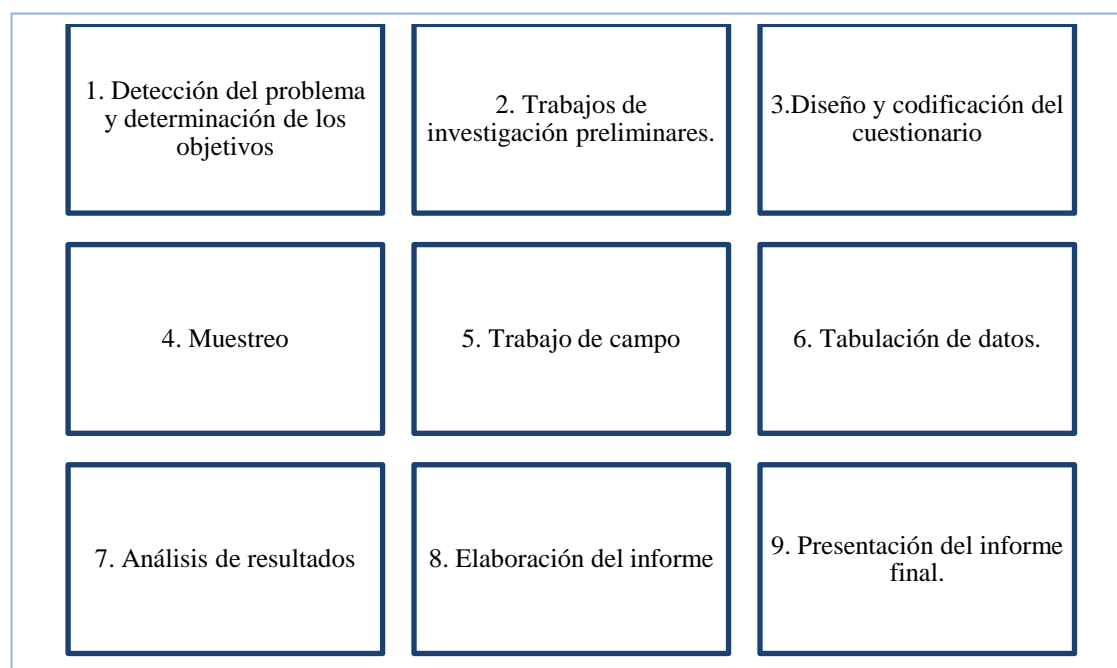 1. Detección del problema
y determinación de los
objetivos
2. Trabajos de
investigación preliminares.
3.Diseño y codificación del
cuestionario
4. Muestreo
5. Trabajo de campo
6. Tabulación de datos.
7. Análisis de resultados
8. Elaboración del informe
9. Presentación del informe
final.